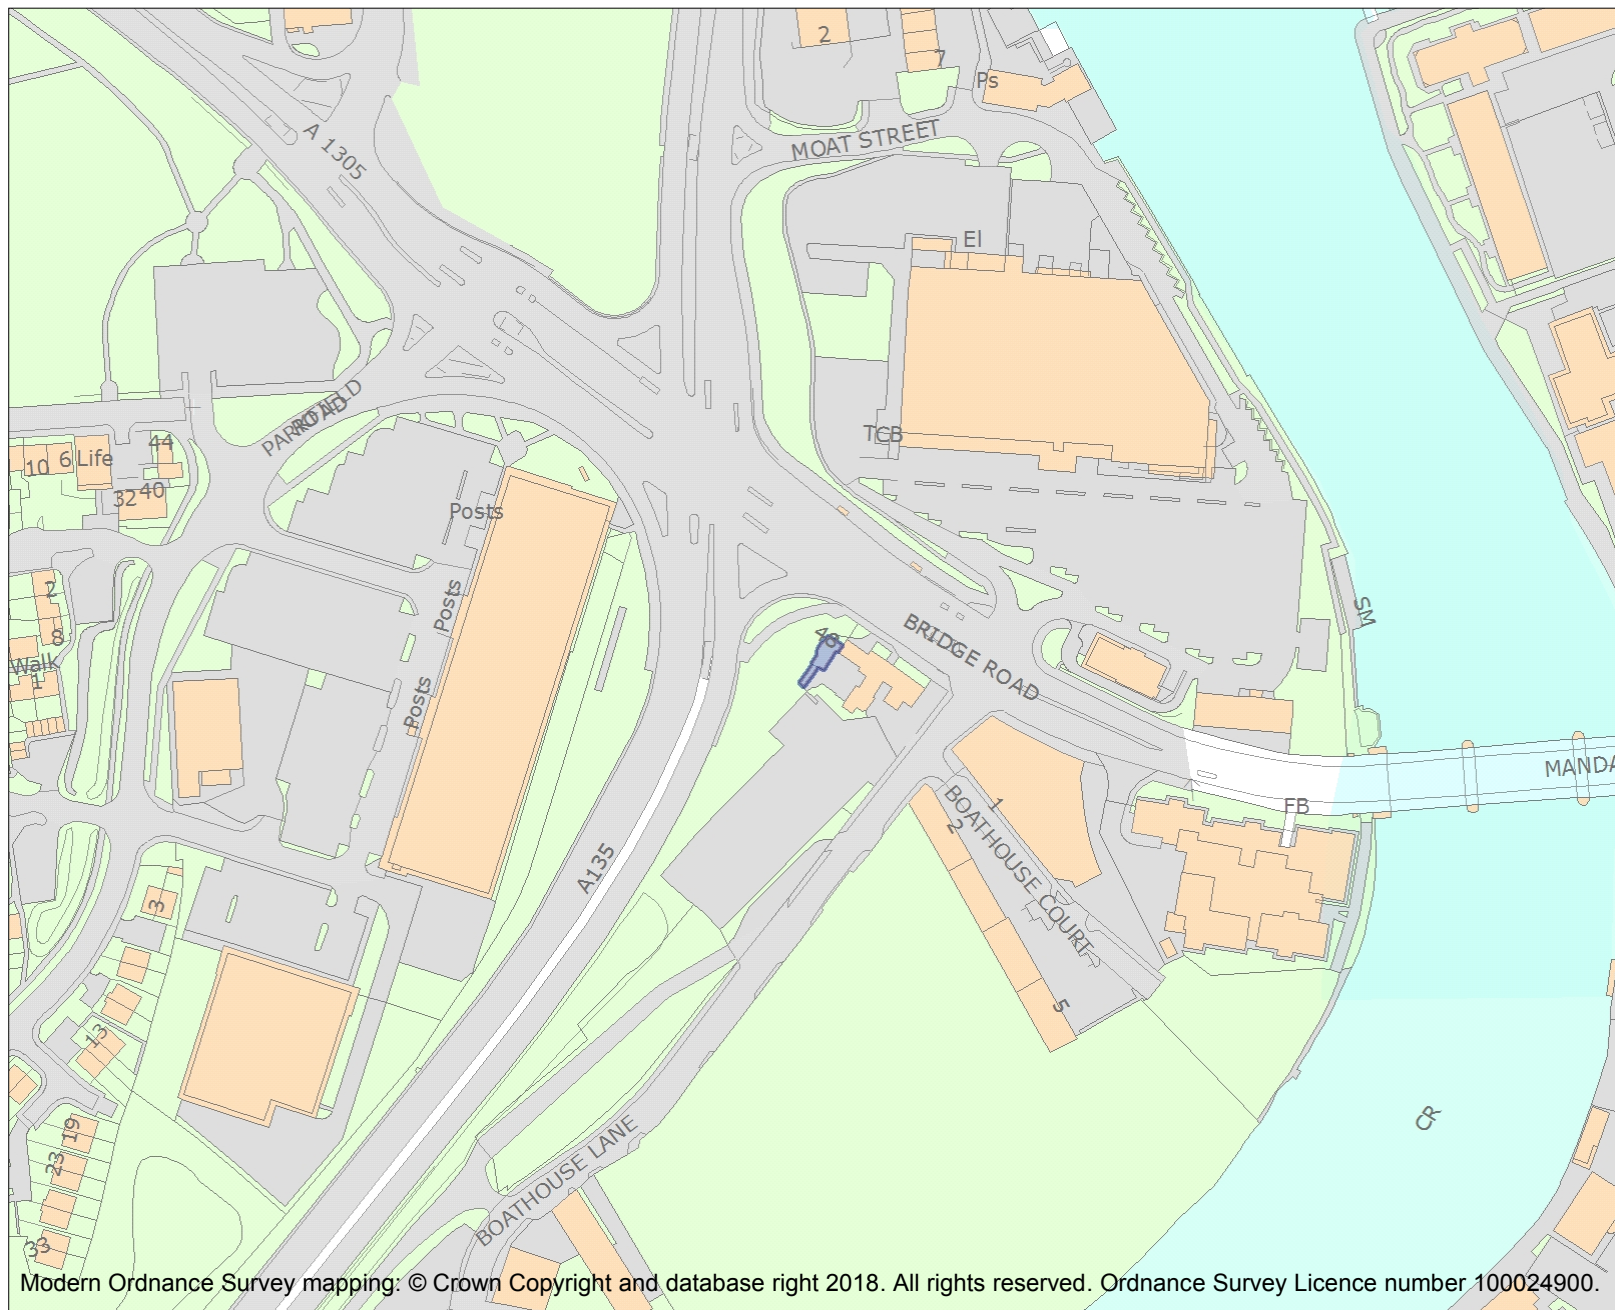 2
7
Ps
MOAT STREET
A 1305
El
PARKFIELD
ROAD
TCB
44
10
6
Life
40
32
Posts
2
Posts
SM
8
48
BRIDGE ROAD
Walk
1
Posts
MANDA
FB
1
2
BOATHOUSE COURT
A135
3
5
13
CR
19
23
BOATHOUSE LANE
33
Modern Ordnance Survey mapping: © Crown Copyright and database right 2018. All rights reserved. Ordnance Survey Licence number 100024900.